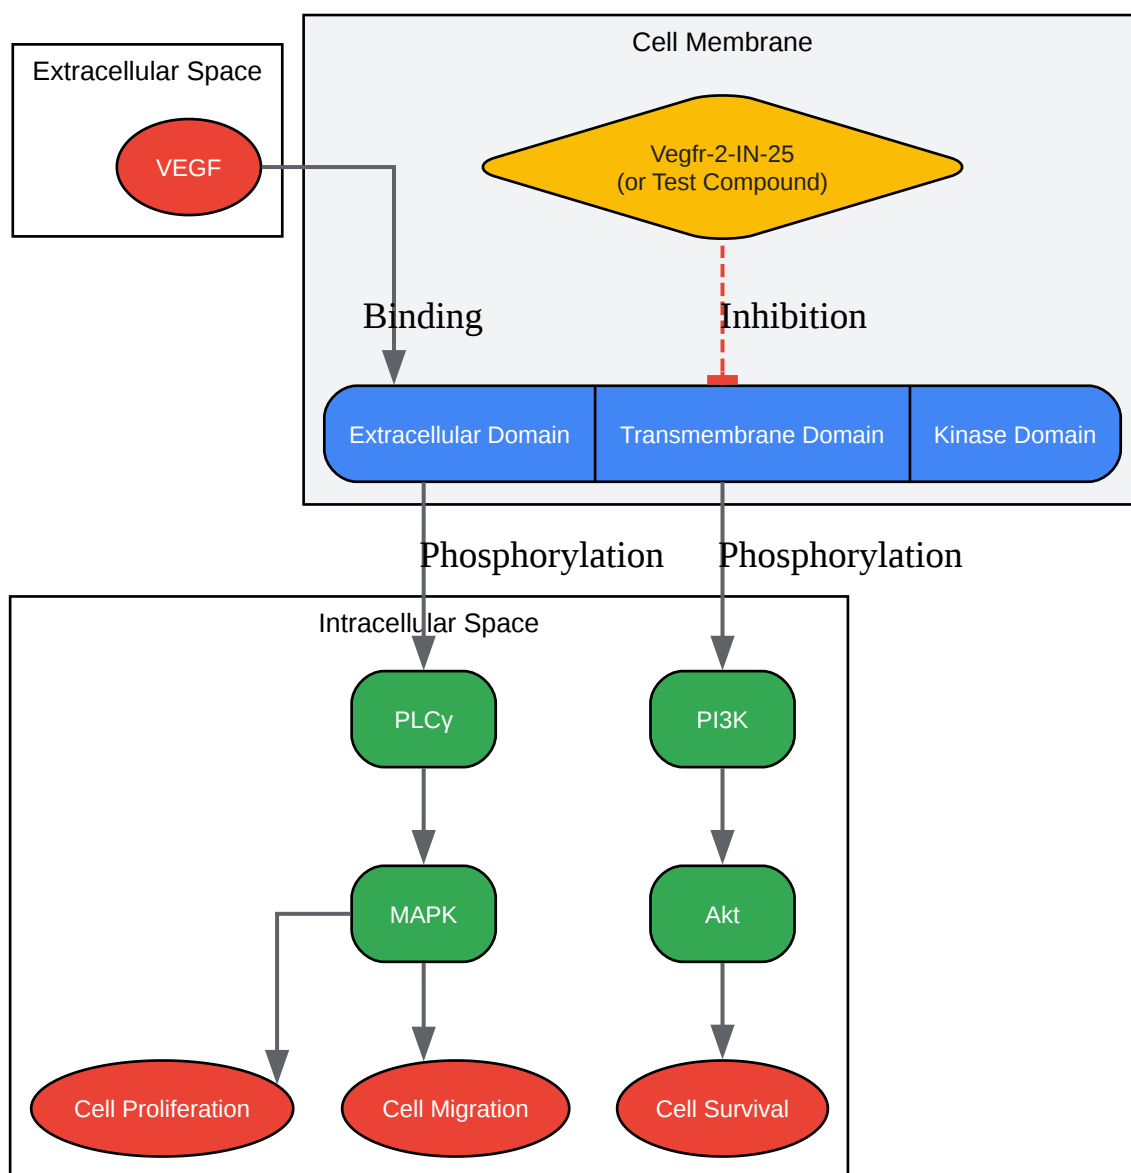 Cell Membrane
Extracellular Space
VEGF
Vegfr-2-IN-25
(or Test Compound)
Binding
Inhibition
Extracellular Domain
Transmembrane Domain
Kinase Domain
Phosphorylation
Phosphorylation
Intracellular Space
PLCγ
PI3K
MAPK
Akt
Cell Proliferation
Cell Migration
Cell Survival